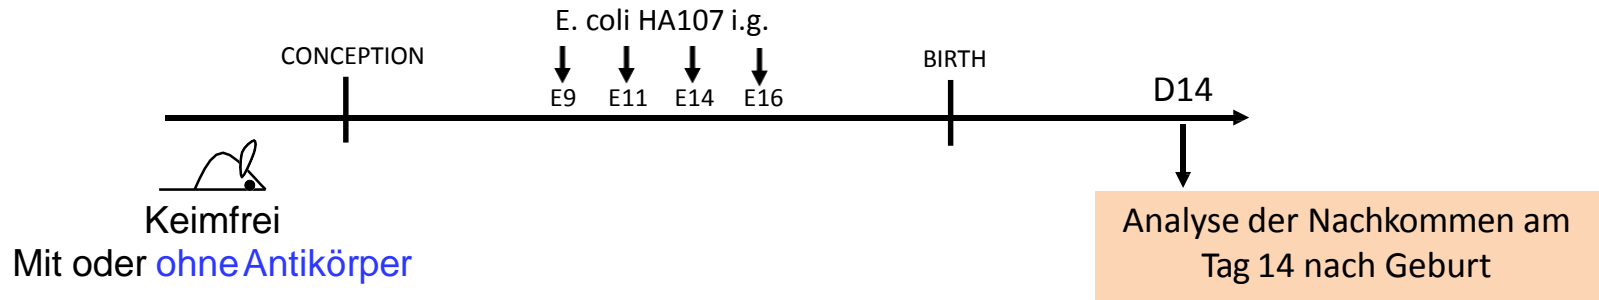 E. coli HA107 i.g.
CONCEPTION
BIRTH
E9 E11 E14 E16
D14
Keimfrei
Mit oder ohne Antikörper
Analyse der Nachkommen am
Tag 14 nach Geburt